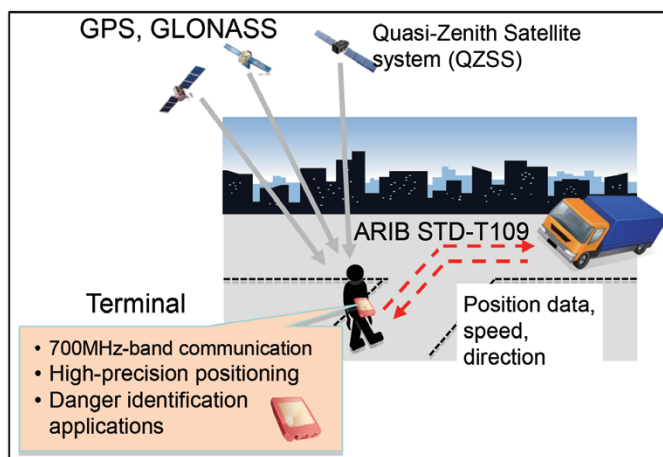 GPS, GLONASS
Quasi-Zenith Satellite
system (QZSS)
ARIB STD-T109
Terminal
• 700MHz-band communication
• High-precision positioning
• Danger identification
applications
Position data,
speed,
direction